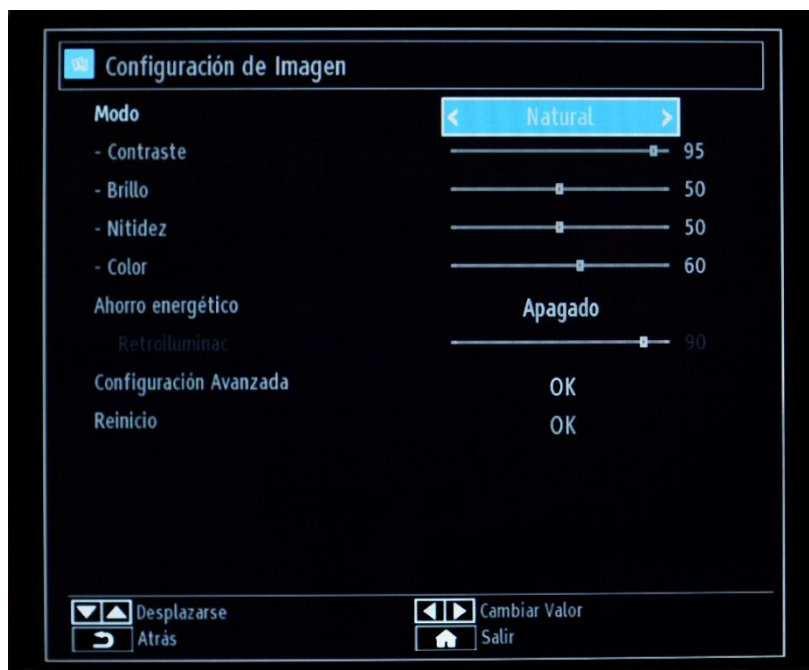 Configuración de Imagen
Modo Natural
- Contraste 95
- Brillo 50
- Nitidez 50
- Color 60
Ahorro energético Apagado
Retroiluminac 90
Configuración Avanzada OK
Reinicio OK
Desplazarse Cambiar Valor
Atrás Salir